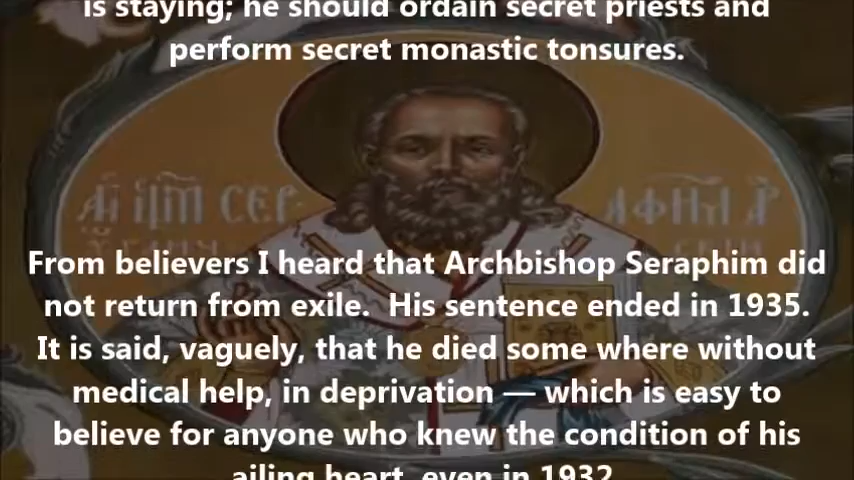 is staying; he should ordain secret priests and
perform secret monastic tonsures.
СЕР
From believers I heard that Archbishop Seraphim did
not return from exile.  His sentence ended in 1935.
It is said, vaguely, that he died some where without
medical help, in deprivation — which is easy to
believe for anyone who knew the condition of his
ailing heart, even in 1932.